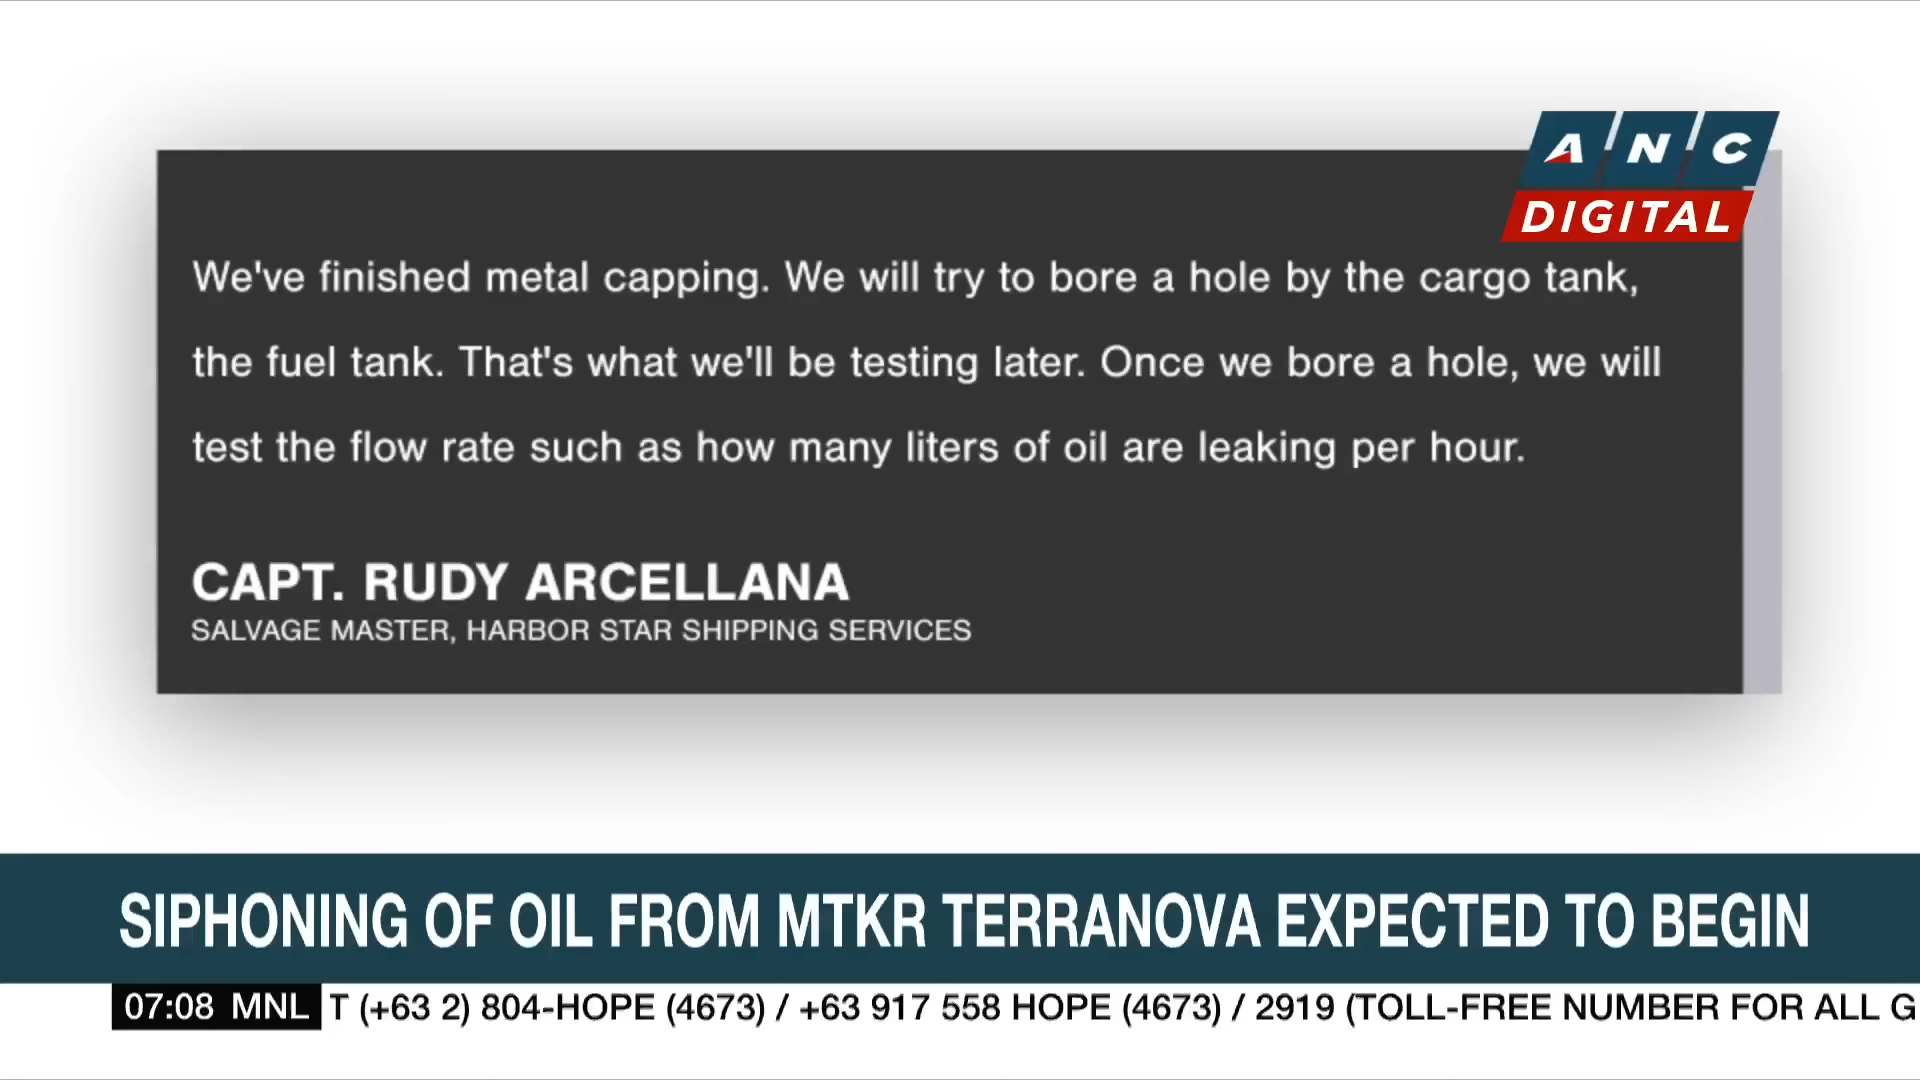 ANC
DIGITAL
We've finished metal capping. We will try to bore a hole by the cargo tank,
the fuel tank. That's what we'll be testing later. Once we bore a hole, we will
test the flow rate such as how many liters of oil are leaking per hour.
CAPT. RUDY ARCELLANA
SALVAGE MASTER, HARBOR STAR SHIPPING SERVICES
SIPHONING OF OIL FROM MTKR TERRANOVA EXPECTED TO BEGIN
07:08 MNL T (+63 2) 804-HOPE (4673) / +63 917 558 HOPE (4673) / 2919 (TOLL-FREE NUMBER FOR ALL G